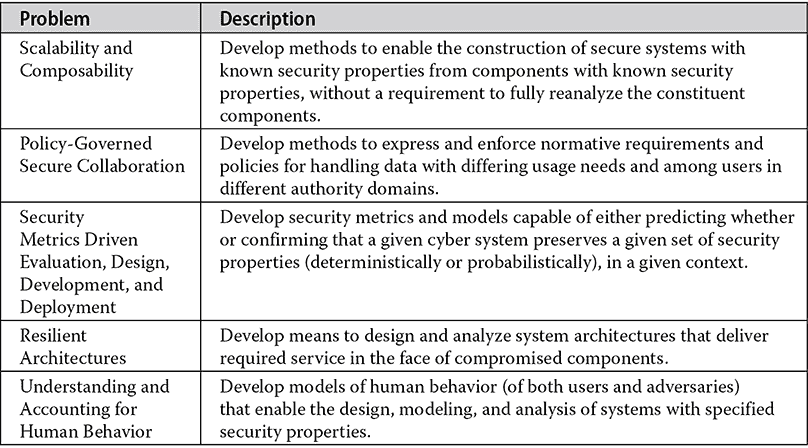 Problem Description
Scalability and Composability
Develop methods to enable the construction of secure systems with
known security properties from components with known security
properties, without a requirement to fully reanalyze the constituent
components.
Policy-Governed
Secure Collaboration
Develop methods to express and enforce normative requirements and
policies for handling data with differing usage needs and among users in
different authority domains.
Security
Metrics Driven
Evaluation, Design,
Development, and
Deployment
Develop security metrics and models capable of either predicting whether
or confirming that a given cyber system preserves a given set of security
properties (deterministically or probabilistically), in a given context.
Resilient
Architectures
Develop means to design and analyze system architectures that deliver
required service in the face of compromised components.
Understanding and
Accounting for
Human Behavior
Develop models of human behavior (of both users and adversaries)
that enable the design, modeling, and analysis of systems with specified
security properties.